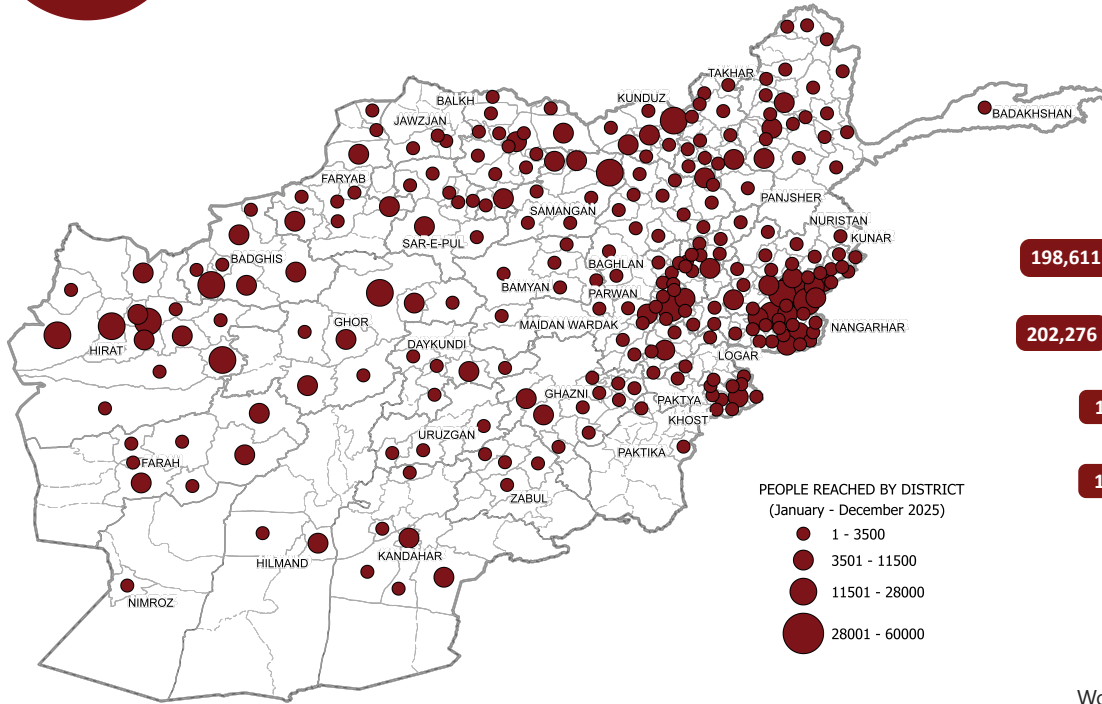 TAKHAR
BALKH
KUNDUZ
BADAKHSHAN
JAWZJAN
FARYAB
PANJSHER
SAMANGAN
NURISTAN
KUNAR
SAR-E-PUL
BADGHIS
BAGHLAN
198,611
BAMYAN
PARWAN
GHOR
MAIDAN WARDAK
NANGARHAR
202,276
HIRAT
DAYKUNDI
LOGAR
GHAZNI
PAKTYA
1
KHOST
URUZGAN
PAKTIKA
FARAH
1
ZABUL
PEOPLE REACHED BY DISTRICT
(January - December 2025)
1 - 3500
3501 - 11500
11501 - 28000
28001 - 60000
HILMAND
KANDAHAR
NIMROZ